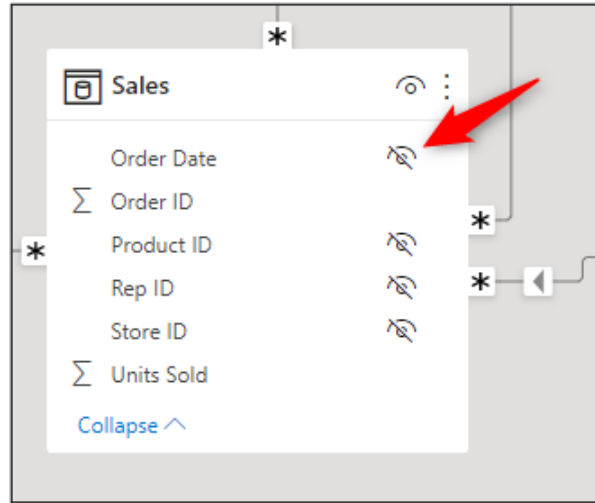 Sales
Order Date
Σ Order ID
Product ID
Rep ID
Store ID
Σ Units Sold
Collapse